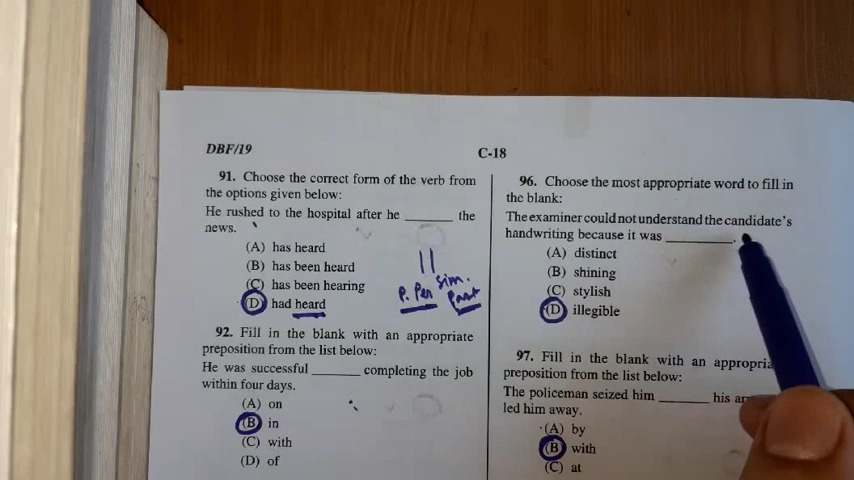 DBF/19
C-18
91. Choose the correct form of the verb from
the options given below:
He rushed to the hospital after he ______ the
news.
(A) has heard
(B) has been heard
(C) has been hearing
(D) had heard
P. Per
Sim.
Past
92. Fill in the blank with an appropriate
preposition from the list below:
He was successful ______ completing the job
within four days.
(A) on
(B) in
(C) with
(D) of
96. Choose the most appropriate word to fill in
the blank:
The examiner could not understand the candidate's
handwriting because it was ________.
(A) distinct
(B) shining
(C) stylish
(D) illegible
97. Fill in the blank with an appropria
preposition from the list below:
The policeman seized him ______ his
led him away.
(A) by
(B) with
(C) at